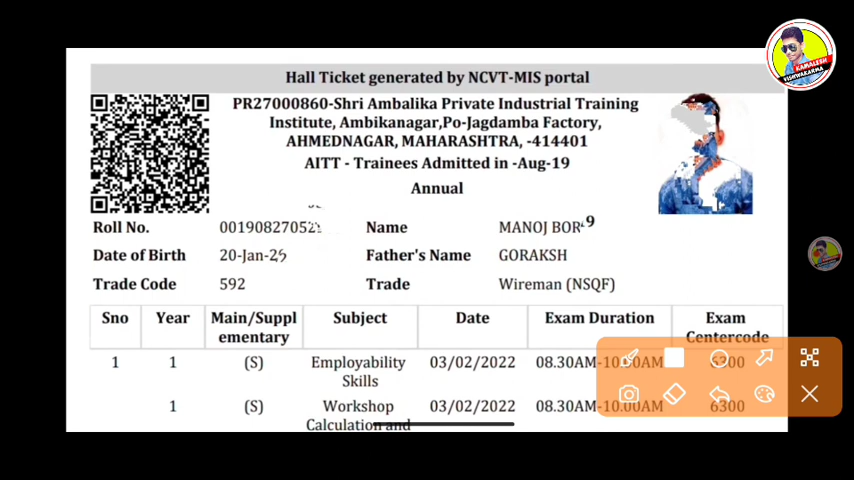 Hall Ticket generated by NCVT-MIS portal
PR27000860-Shri Ambalika Private Industrial Training
Institute, Ambikanagar,Po-Jagdamba Factory,
AHMEDNAGAR, MAHARASHTRA, -414401
AITT - Trainees Admitted in -Aug-19
Annual
Roll No. Name MANOJ
Date of Birth Father's Name GORAKSH
Trade Code 592 Trade Wireman (NSQF)
Sno Year Main/Suppl Subject Date Exam Duration Exam
ementary Centercode
1 1 (S) Employability 03/02/2022 08.30AM-10.00AM 6300
Skills
1 (S) Workshop 03/02/2022 08.30AM-10.00AM 6300
Calculation and
KAMALESH
VISHWAKARMA